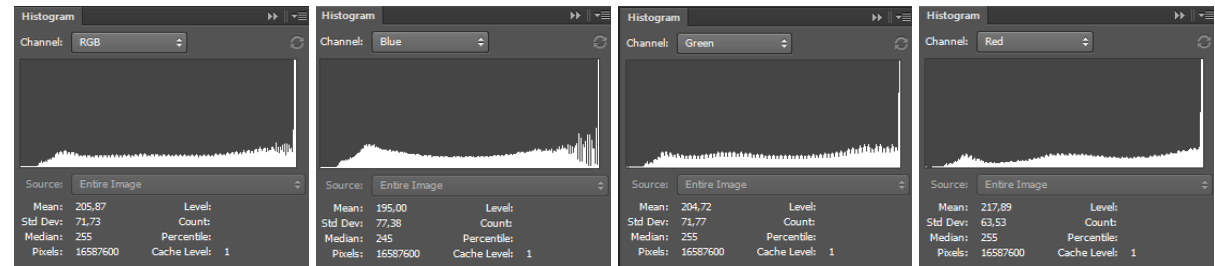 Histogram
Channel: RGB
Source: Entire Image
Mean: 205,87 Level:
Std Dev: 71,73 Count:
Median: 255 Percentile:
Pixels: 16587600 Cache Level: 1
Histogram
Channel: Blue
Source: Entire Image
Mean: 195,00 Level:
Std Dev: 77,38 Count:
Median: 245 Percentile:
Pixels: 16587600 Cache Level: 1
Histogram
Channel: Green
Source: Entire Image
Mean: 204,72 Level:
Std Dev: 71,77 Count:
Median: 255 Percentile:
Pixels: 16587600 Cache Level: 1
Histogram
Channel: Red
Source: Entire Image
Mean: 217,89 Level:
Std Dev: 63,53 Count:
Median: 255 Percentile:
Pixels: 16587600 Cache Level: 1